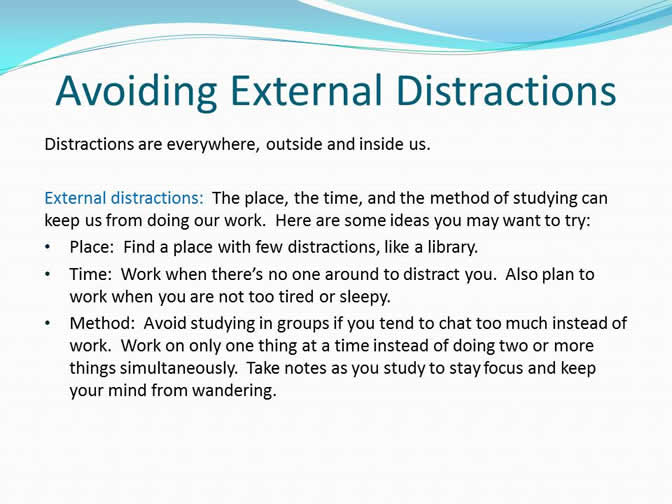 Avoiding External Distractions
Distractions are everywhere, outside and inside us.
External distractions:  The place, the time, and the method of studying can
keep us from doing our work.  Here are some ideas you may want to try:
• Place:  Find a place with few distractions, like a library.
• Time:  Work when there's no one around to distract you.  Also plan to
work when you are not too tired or sleepy.
• Method:  Avoid studying in groups if you tend to chat too much instead of
work.  Work on only one thing at a time instead of doing two or more
things simultaneously.  Take notes as you study to stay focus and keep
your mind from wandering.